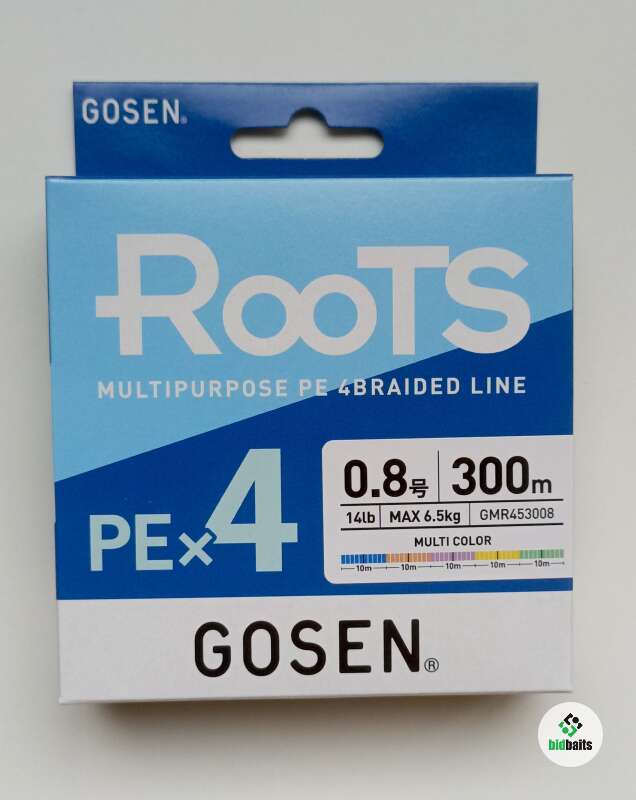 GOSEN®
RooTS
MULTIPURPOSE PE 4BRAIDED LINE
PE×4
0.8号 300m
14lb MAX 6.5kg GMR453008
MULTI COLOR
10m 10m 10m 10m 10m
GOSEN®
bidbaits